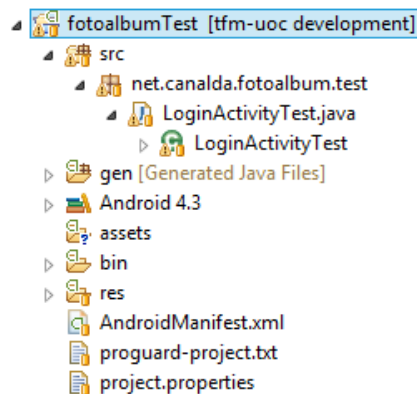 fotoalbumTest [tfm-uoc development]
src
net.canalda.fotoalbum.test
LoginActivityTest.java
LoginActivityTest
gen [Generated Java Files]
Android 4.3
assets
bin
res
AndroidManifest.xml
proguard-project.txt
project.properties